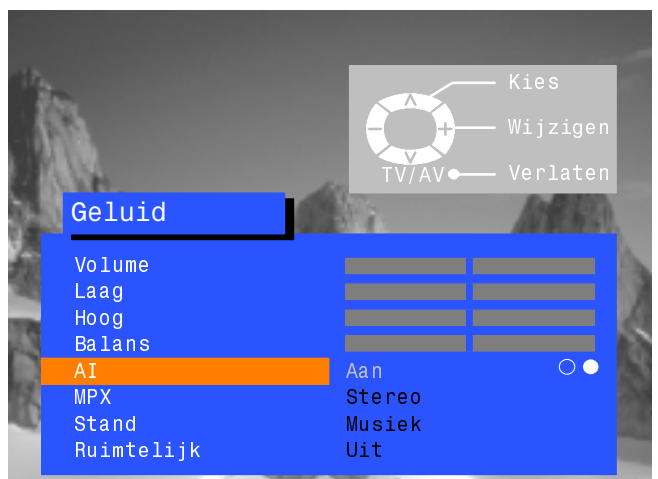 Kies
Wijzigen
TV/AV Verlaten
Geluid
Volume
Laag
Hoog
Balans
AI Aan
MPX Stereo
Stand Musiek
Ruimtelijk Uit